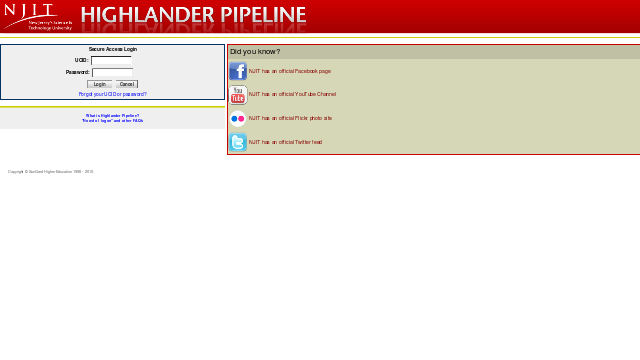 NJIT
New Jersey's Science &
Technology University
HIGHLANDER PIPELINE
Secure Access Login
UCID:
Password:
Login Cancel
Forgot your UCID or password?
What is Highlander Pipeline?
"How do I log on" and other FAQs
Did you know?
NJIT has an official Facebook page
You
Tube
NJIT has an official YouTube Channel
NJIT has an official Flickr photo site
NJIT has an official Twitter feed
Copyright © SunGard Higher Education 1998 - 2010.